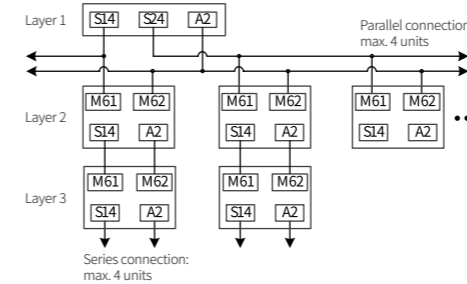 Layer 1 S14 S24 A2
Parallel connection
max. 4 units
M61 M62 M61 M62 M61 M62
Layer 2
S14 A2 S14 A2 S14 A2
M61 M62 M61 M62
Layer 3
S14 A2 S14 A2
Series connection:
max. 4 units